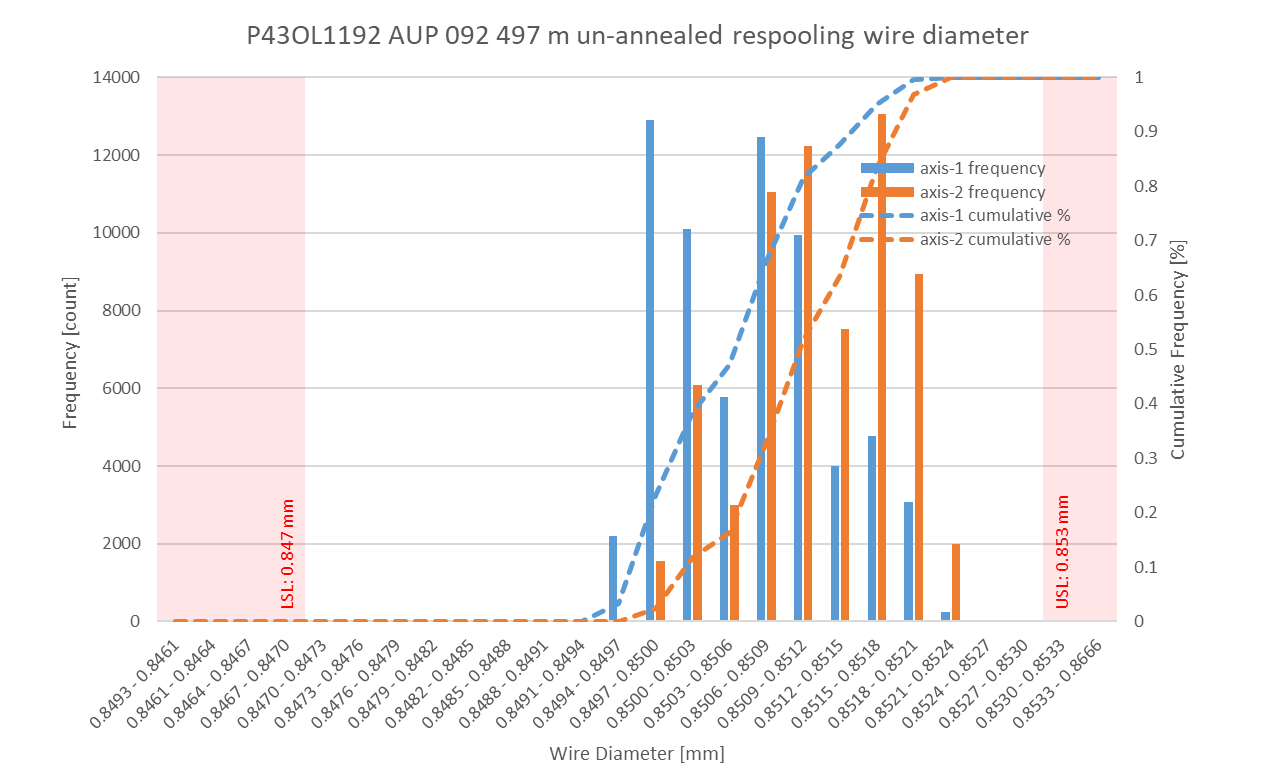 P43OL1192 AUP 092 497 m un-annealed respooling wire diameter
14000
12000
10000
8000
6000
4000
2000
0
Frequency [count]
1
0.9
0.8
0.7
0.6
0.5
0.4
0.3
0.2
0.1
0
Cumulative Frequency [%]
axis-1 frequency
axis-2 frequency
axis-1 cumulative %
axis-2 cumulative %
LSL: 0.847 mm
USL: 0.853 mm
0.8493 - 0.8461
0.8461 - 0.8464
0.8464 - 0.8467
0.8467 - 0.8470
0.8470 - 0.8473
0.8473 - 0.8476
0.8476 - 0.8479
0.8479 - 0.8482
0.8482 - 0.8485
0.8485 - 0.8488
0.8488 - 0.8491
0.8491 - 0.8494
0.8494 - 0.8497
0.8497 - 0.8500
0.8500 - 0.8503
0.8503 - 0.8506
0.8506 - 0.8509
0.8509 - 0.8512
0.8512 - 0.8515
0.8515 - 0.8518
0.8518 - 0.8521
0.8521 - 0.8524
0.8524 - 0.8527
0.8527 - 0.8530
0.8530 - 0.8533
0.8533 - 0.8666
Wire Diameter [mm]